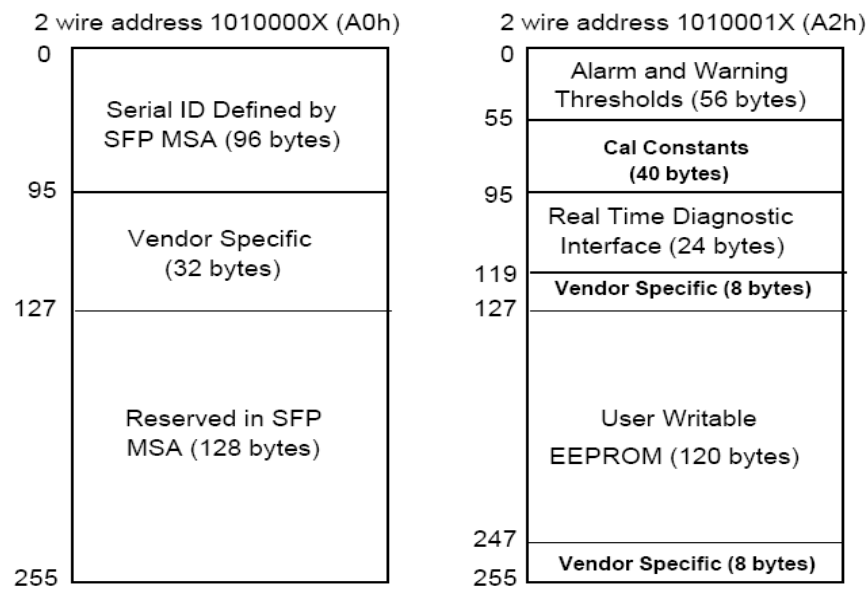 2 wire address 1010000X (A0h)
0
Serial ID Defined by
SFP MSA (96 bytes)
95
Vendor Specific
(32 bytes)
127
Reserved in SFP
MSA (128 bytes)
255
2 wire address 1010001X (A2h)
0
Alarm and Warning
Thresholds (56 bytes)
55
Cal Constants
(40 bytes)
95
Real Time Diagnostic
Interface (24 bytes)
119
Vendor Specific (8 bytes)
127
User Writable
EEPROM (120 bytes)
247
Vendor Specific (8 bytes)
255